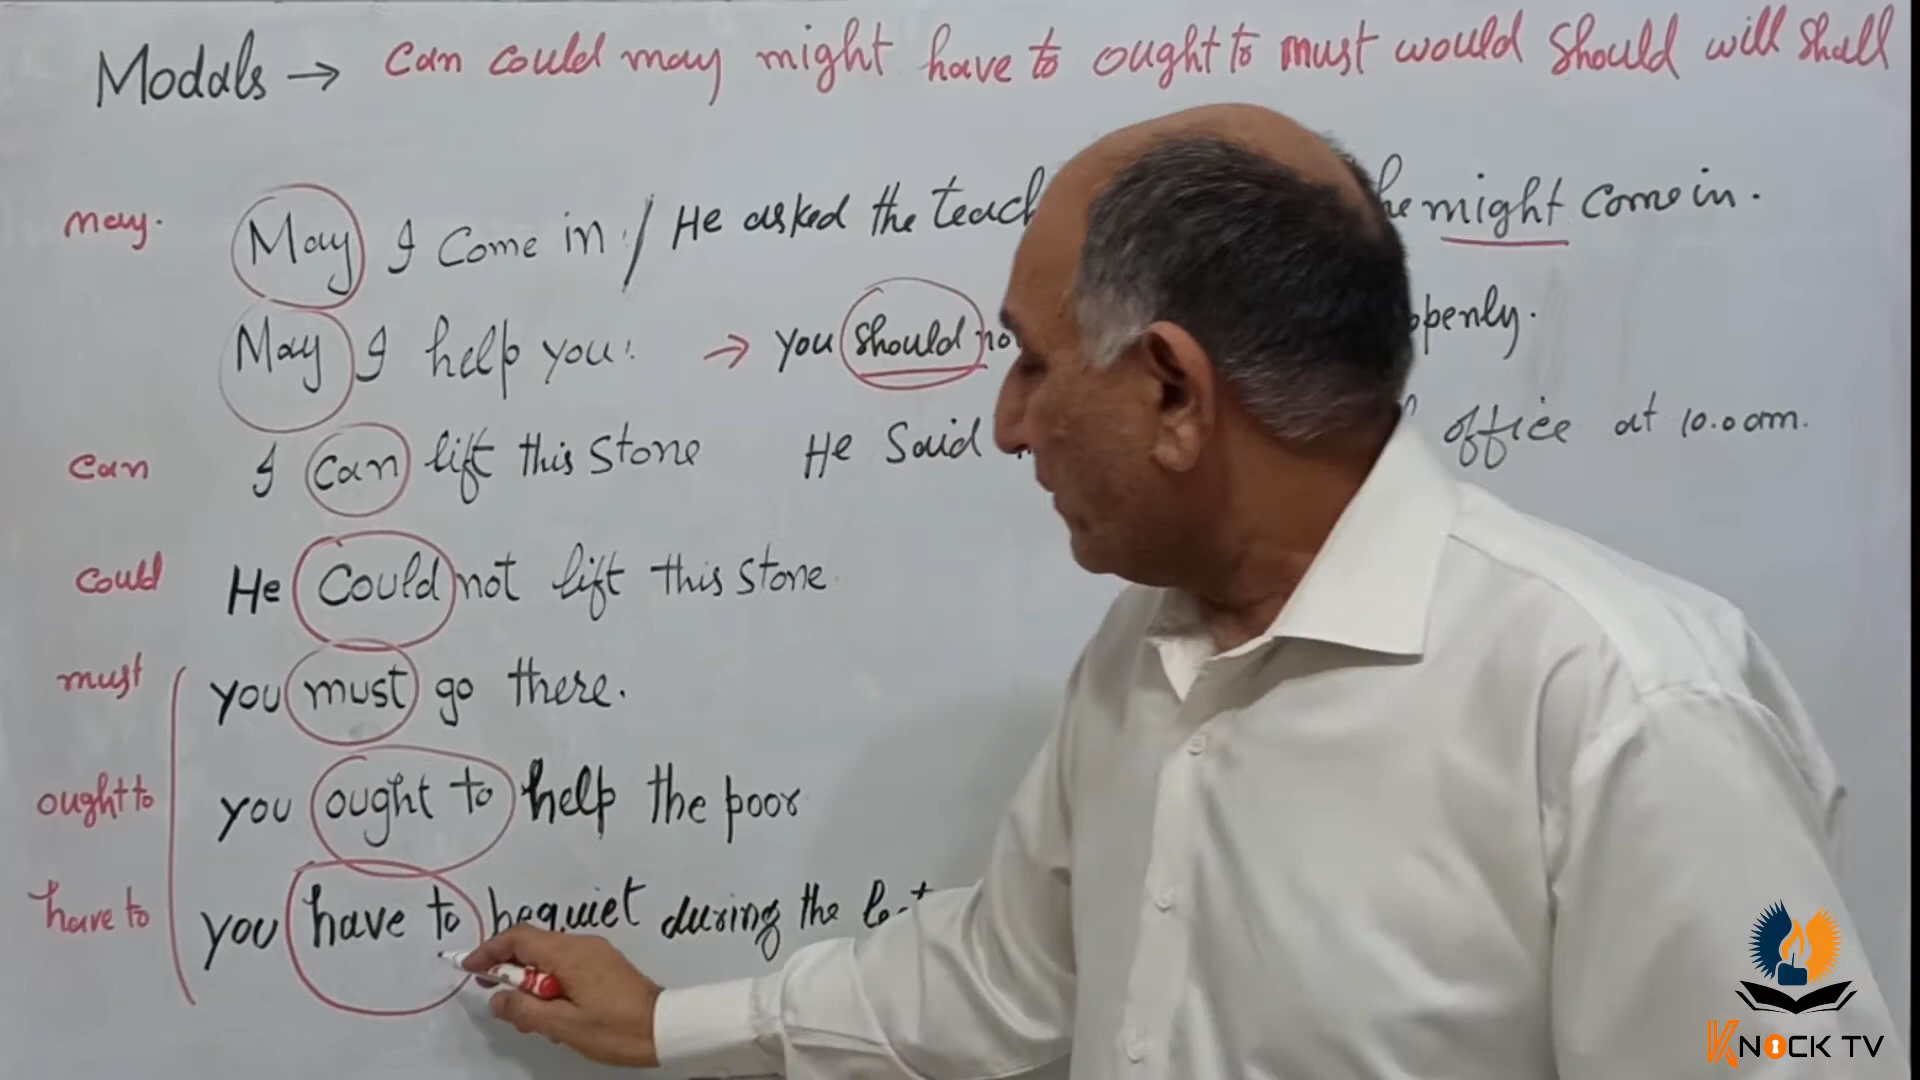 Modals → Can could may might have to ought to must would Should will Shall
may. May I Come in. / He asked the he might Come in.
May I help you. → you should
Can I can lift this Stone He Said office at 10.0 am.
Could He Could not lift this Stone
must you must go there.
ought to you ought to help the poor
have to you have to be quiet during the
KNOCK TV